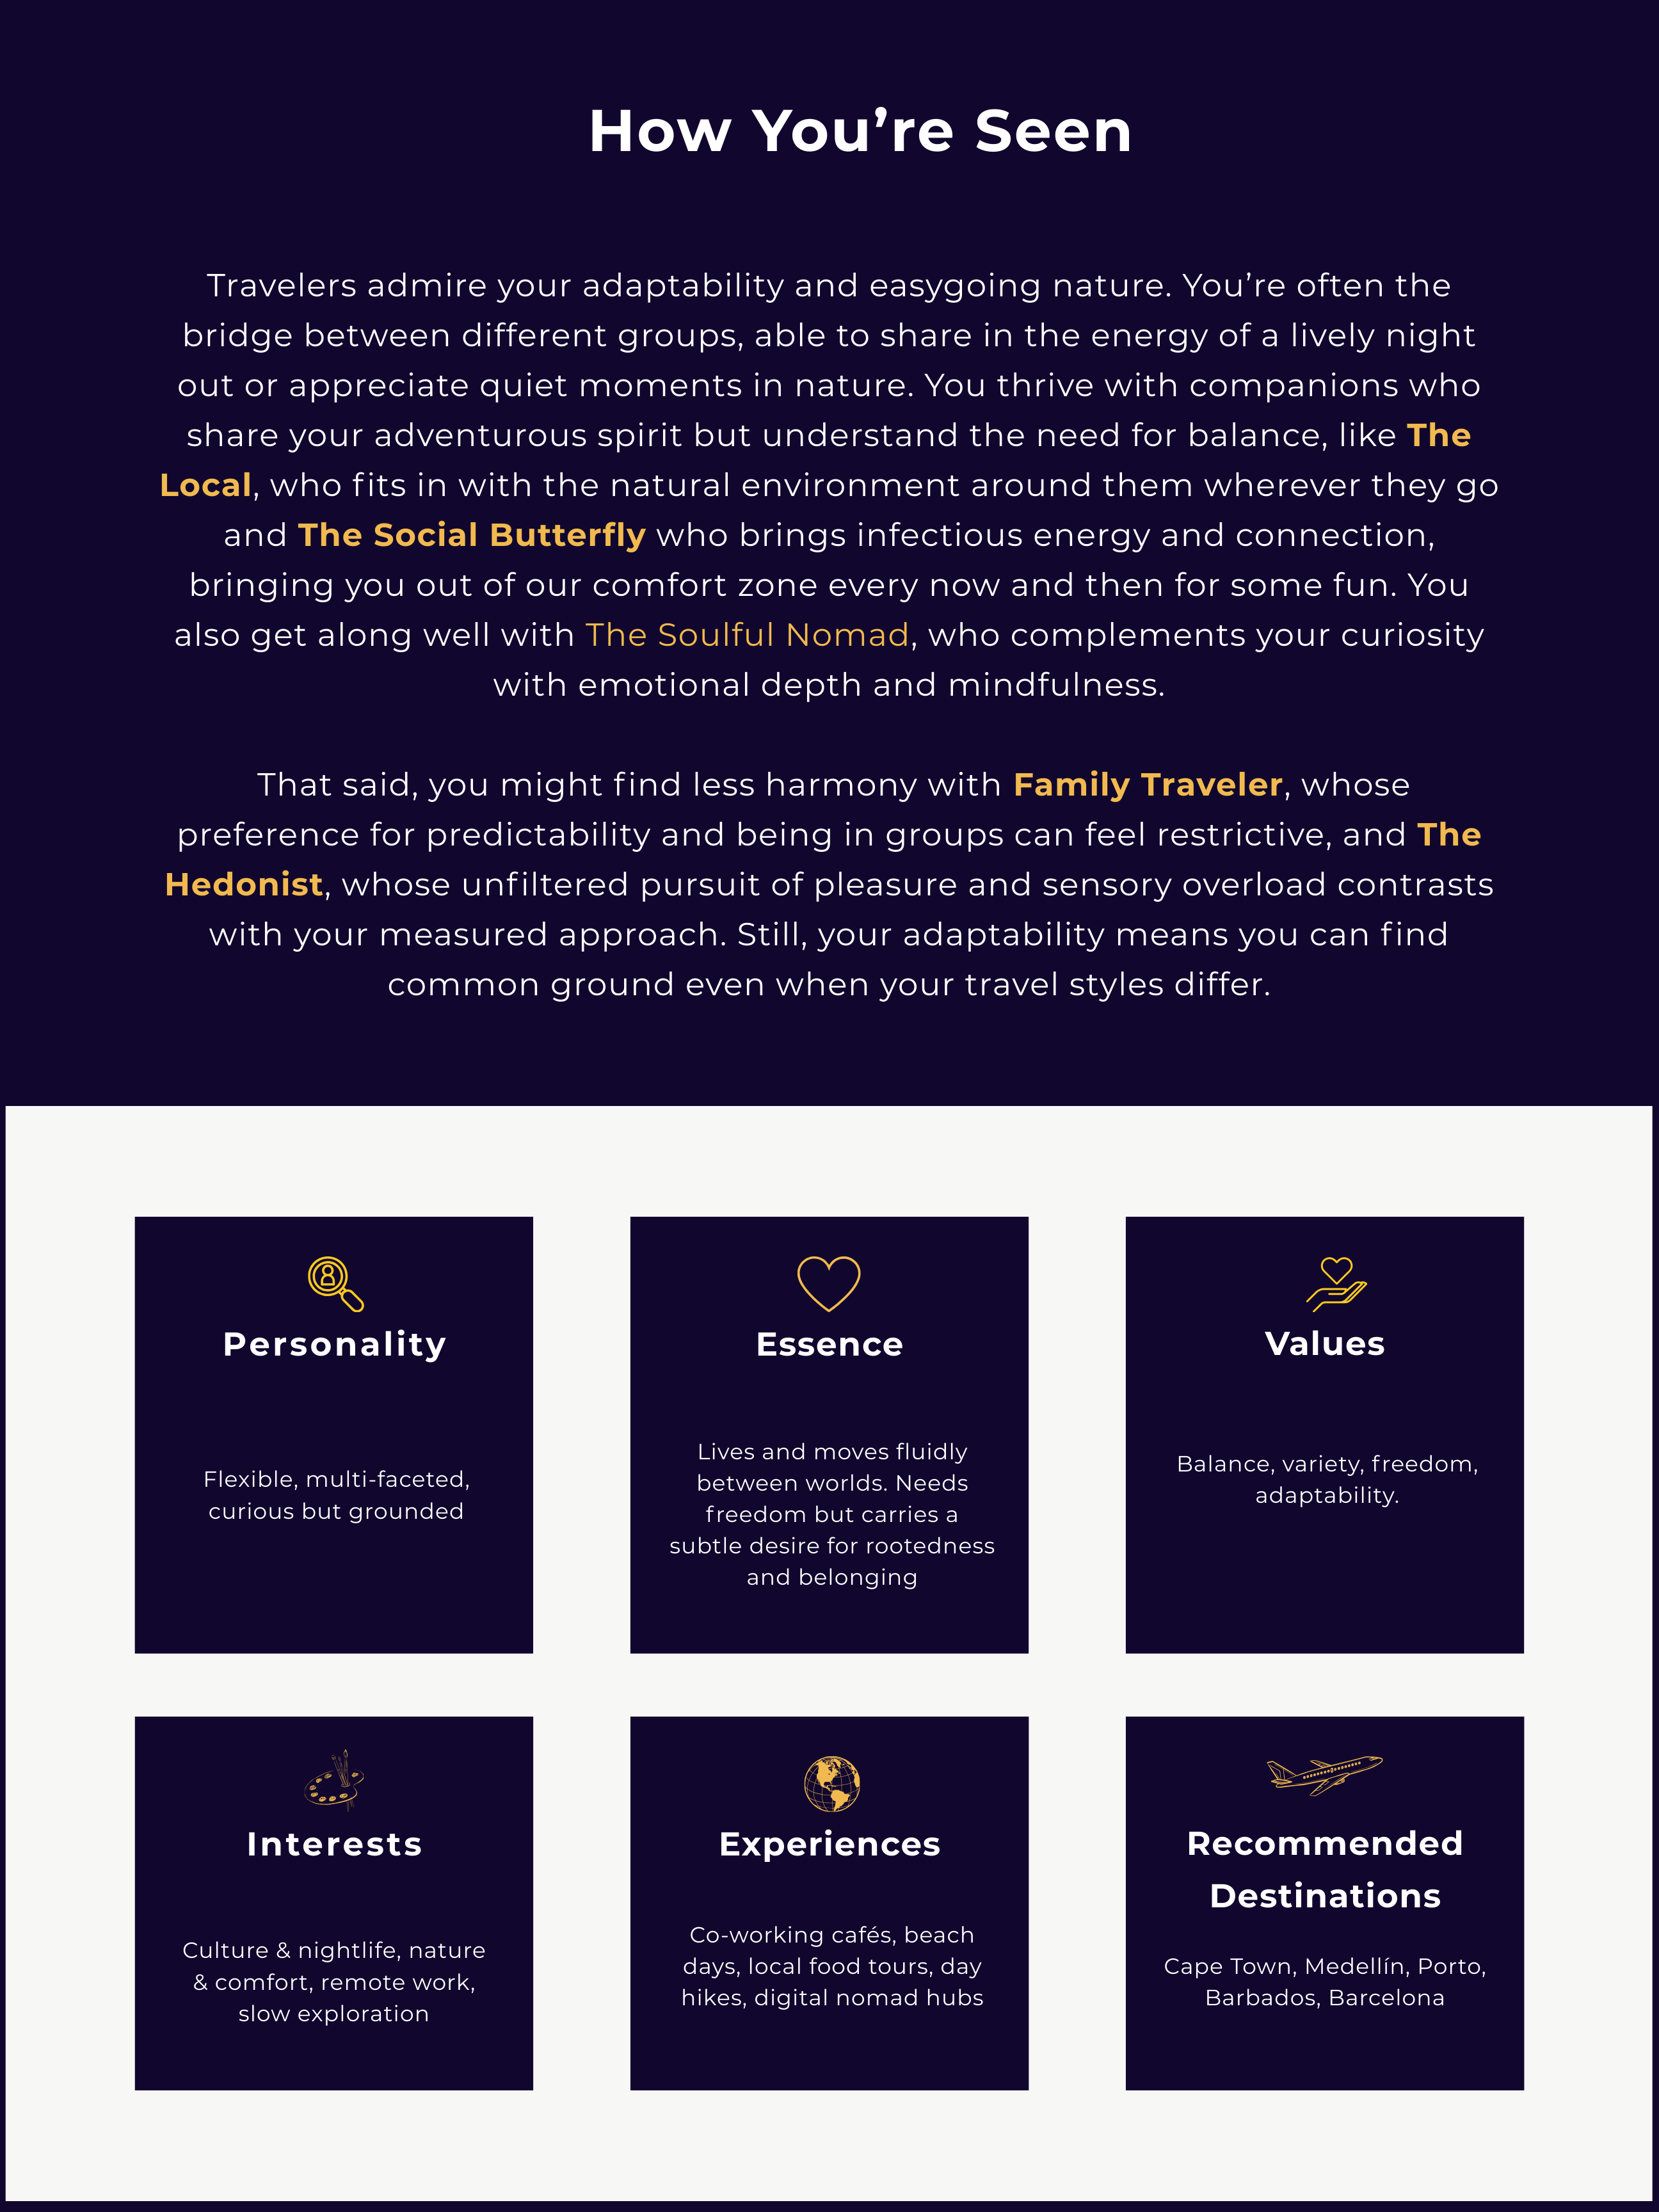 How You’re Seen
Travelers admire your adaptability and easygoing nature. You’re often the
bridge between different groups, able to share in the energy of a lively night
out or appreciate quiet moments in nature. You thrive with companions who
share your adventurous spirit but understand the need for balance, like The
Local, who fits in with the natural environment around them wherever they go
and The Social Butterfly who brings infectious energy and connection,
bringing you out of our comfort zone every now and then for some fun. You
also get along well with The Soulful Nomad, who complements your curiosity
with emotional depth and mindfulness.
That said, you might find less harmony with Family Traveler, whose
preference for predictability and being in groups can feel restrictive, and The
Hedonist, whose unfiltered pursuit of pleasure and sensory overload contrasts
with your measured approach. Still, your adaptability means you can find
common ground even when your travel styles differ.
Personality
Flexible, multi-faceted,
curious but grounded
Essence
Lives and moves fluidly
between worlds. Needs
freedom but carries a
subtle desire for rootedness
and belonging
Values
Balance, variety, freedom,
adaptability.
Interests
Culture & nightlife, nature
& comfort, remote work,
slow exploration
Experiences
Co-working cafés, beach
days, local food tours, day
hikes, digital nomad hubs
Recommended
Destinations
Cape Town, Medellín, Porto,
Barbados, Barcelona